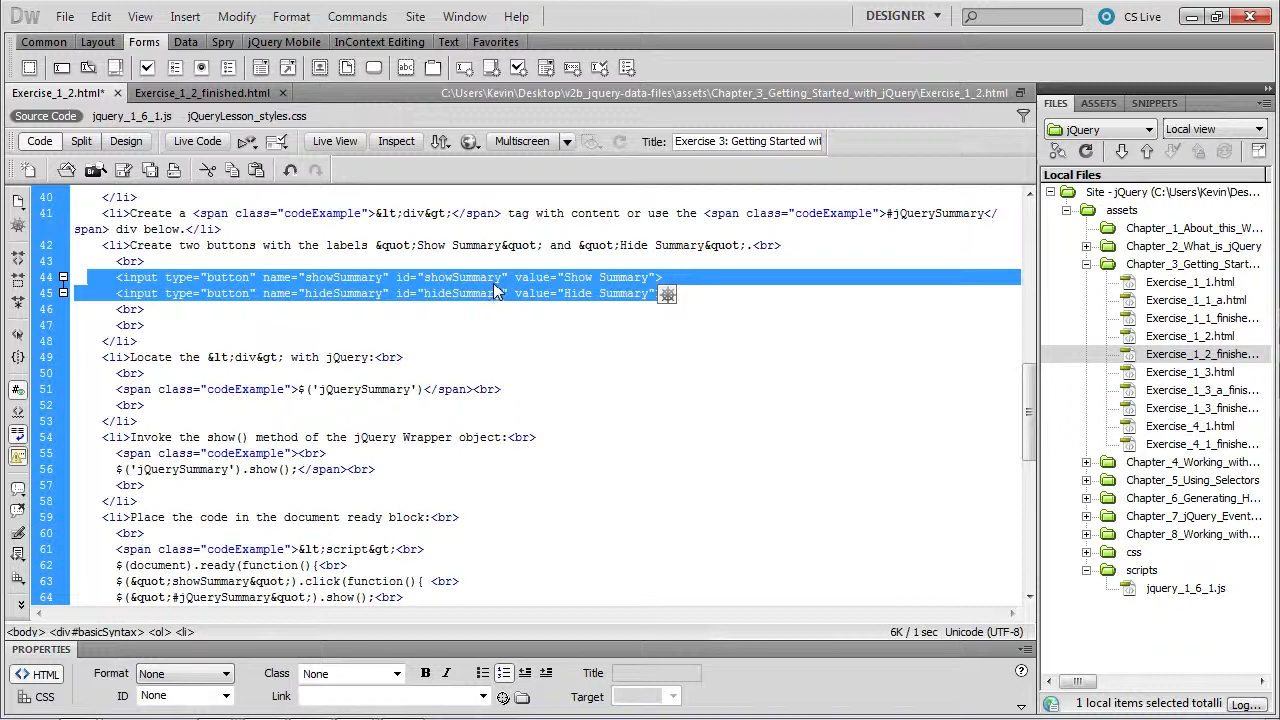 Dw File Edit View Insert Modify Format Commands Site Window Help DESIGNER CS Live
Common Layout Forms Data Spry jQuery Mobile InContext Editing Text Favorites
Exercise_1_2.html* Exercise_1_2_finished.html C:\Users\Kevin\Desktop\v2b_jquery-data-files\assets\Chapter_3_Getting_Started_with_jQuery\Exercise_1_2.html
Source Code jquery_1_6_1.js jQueryLesson_styles.css
Code Split Design Live Code Live View Inspect Multiscreen Title: Exercise 3: Getting Started wit
40 </li>
41 <li>Create a <span class="codeExample">&lt;div&gt;</span> tag with content or use the <span class="codeExample">#jQuerySummary</
span> div below.</li>
42 <li>Create two buttons with the labels &quot;Show Summary&quot; and &quot;Hide Summary&quot;.<br>
43 <br>
44 <input type="button" name="showSummary" id="showSummary" value="Show Summary">
45 <input type="button" name="hideSummary" id="hideSummary" value="Hide Summary">
46 <br>
47 <br>
48 </li>
49 <li>Locate the &lt;div&gt; with jQuery:<br>
50 <br>
51 <span class="codeExample">$('jQuerySummary')</span><br>
52 <br>
53 </li>
54 <li>Invoke the show() method of the jQuery Wrapper object:<br>
55 <span class="codeExample"><br>
56 $('jQuerySummary').show();</span><br>
57 <br>
58 </li>
59 <li>Place the code in the document ready block:<br>
60 <br>
61 <span class="codeExample">&lt;script&gt;<br>
62 $(document).ready(function(){<br>
63 $(&quot;showSummary&quot;).click(function(){ <br>
64 $(&quot;#jQuerySummary&quot;).show();<br>
<body> <div#basicSyntax> <ol> <li> 6K / 1 sec Unicode (UTF-8)
PROPERTIES
<> HTML Format None Class None B I Title
CSS ID None Link Target
FILES ASSETS SNIPPETS
jQuery Local view
Local Files
Site - jQuery (C:\Users\Kevin\Des...
assets
Chapter_1_About_this_W...
Chapter_2_What_is_jQuery
Chapter_3_Getting_Start...
Exercise_1_1.html
Exercise_1_1_a.html
Exercise_1_1_finishe...
Exercise_1_2.html
Exercise_1_2_finishe...
Exercise_1_3.html
Exercise_1_3_a_finis...
Exercise_1_3_finishe...
Exercise_4_1.html
Exercise_4_1_finishe...
Chapter_4_Working_with...
Chapter_5_Using_Selectors
Chapter_6_Generating_H...
Chapter_7_jQuery_Event...
Chapter_8_Working_with...
css
scripts
jquery_1_6_1.js
1 local items selected totalli Log...